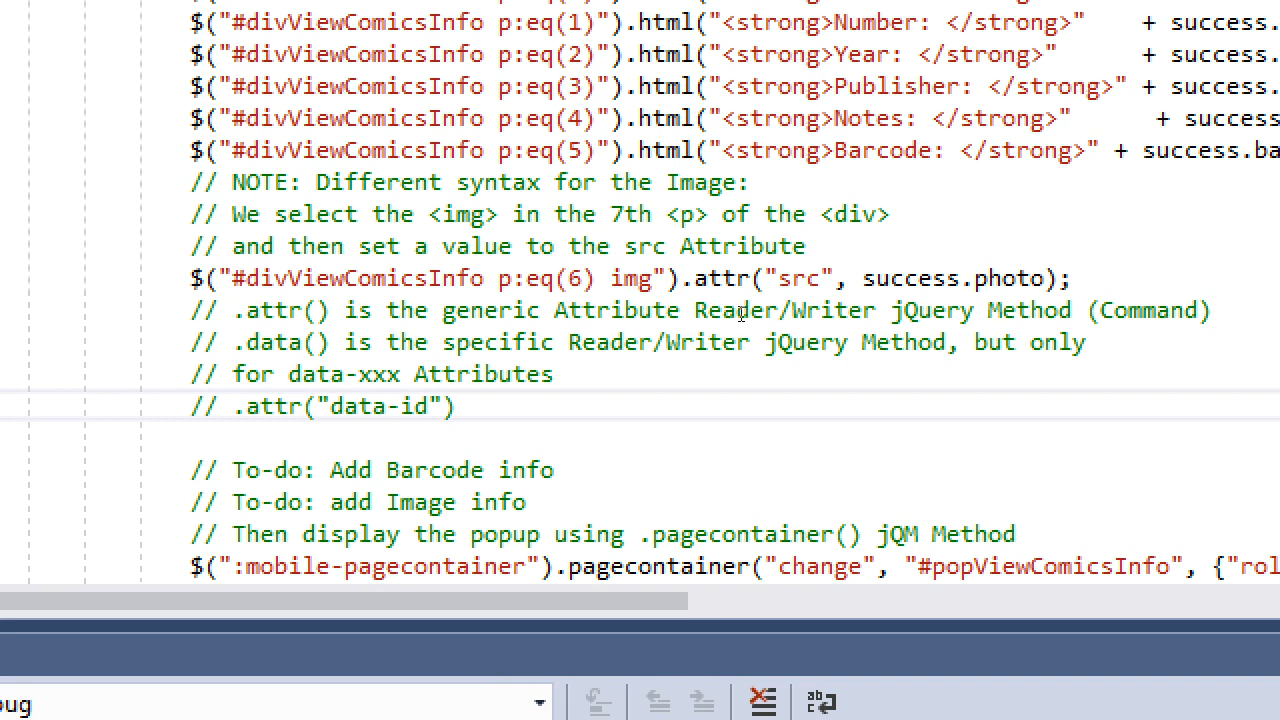 $("#divViewComicsInfo p:eq(1)").html("<strong>Number: </strong>"    + success.
$("#divViewComicsInfo p:eq(2)").html("<strong>Year: </strong>"      + success.
$("#divViewComicsInfo p:eq(3)").html("<strong>Publisher: </strong>" + success.
$("#divViewComicsInfo p:eq(4)").html("<strong>Notes: </strong>"      + success
$("#divViewComicsInfo p:eq(5)").html("<strong>Barcode: </strong>" + success.ba
// NOTE: Different syntax for the Image:
// We select the <img> in the 7th <p> of the <div>
// and then set a value to the src Attribute
$("#divViewComicsInfo p:eq(6) img").attr("src", success.photo);
// .attr() is the generic Attribute Reader/Writer jQuery Method (Command)
// .data() is the specific Reader/Writer jQuery Method, but only
// for data-xxx Attributes
// .attr("data-id")
// To-do: Add Barcode info
// To-do: add Image info
// Then display the popup using .pagecontainer() jQM Method
$(":mobile-pagecontainer").pagecontainer("change", "#popViewComicsInfo", {"rol
ug